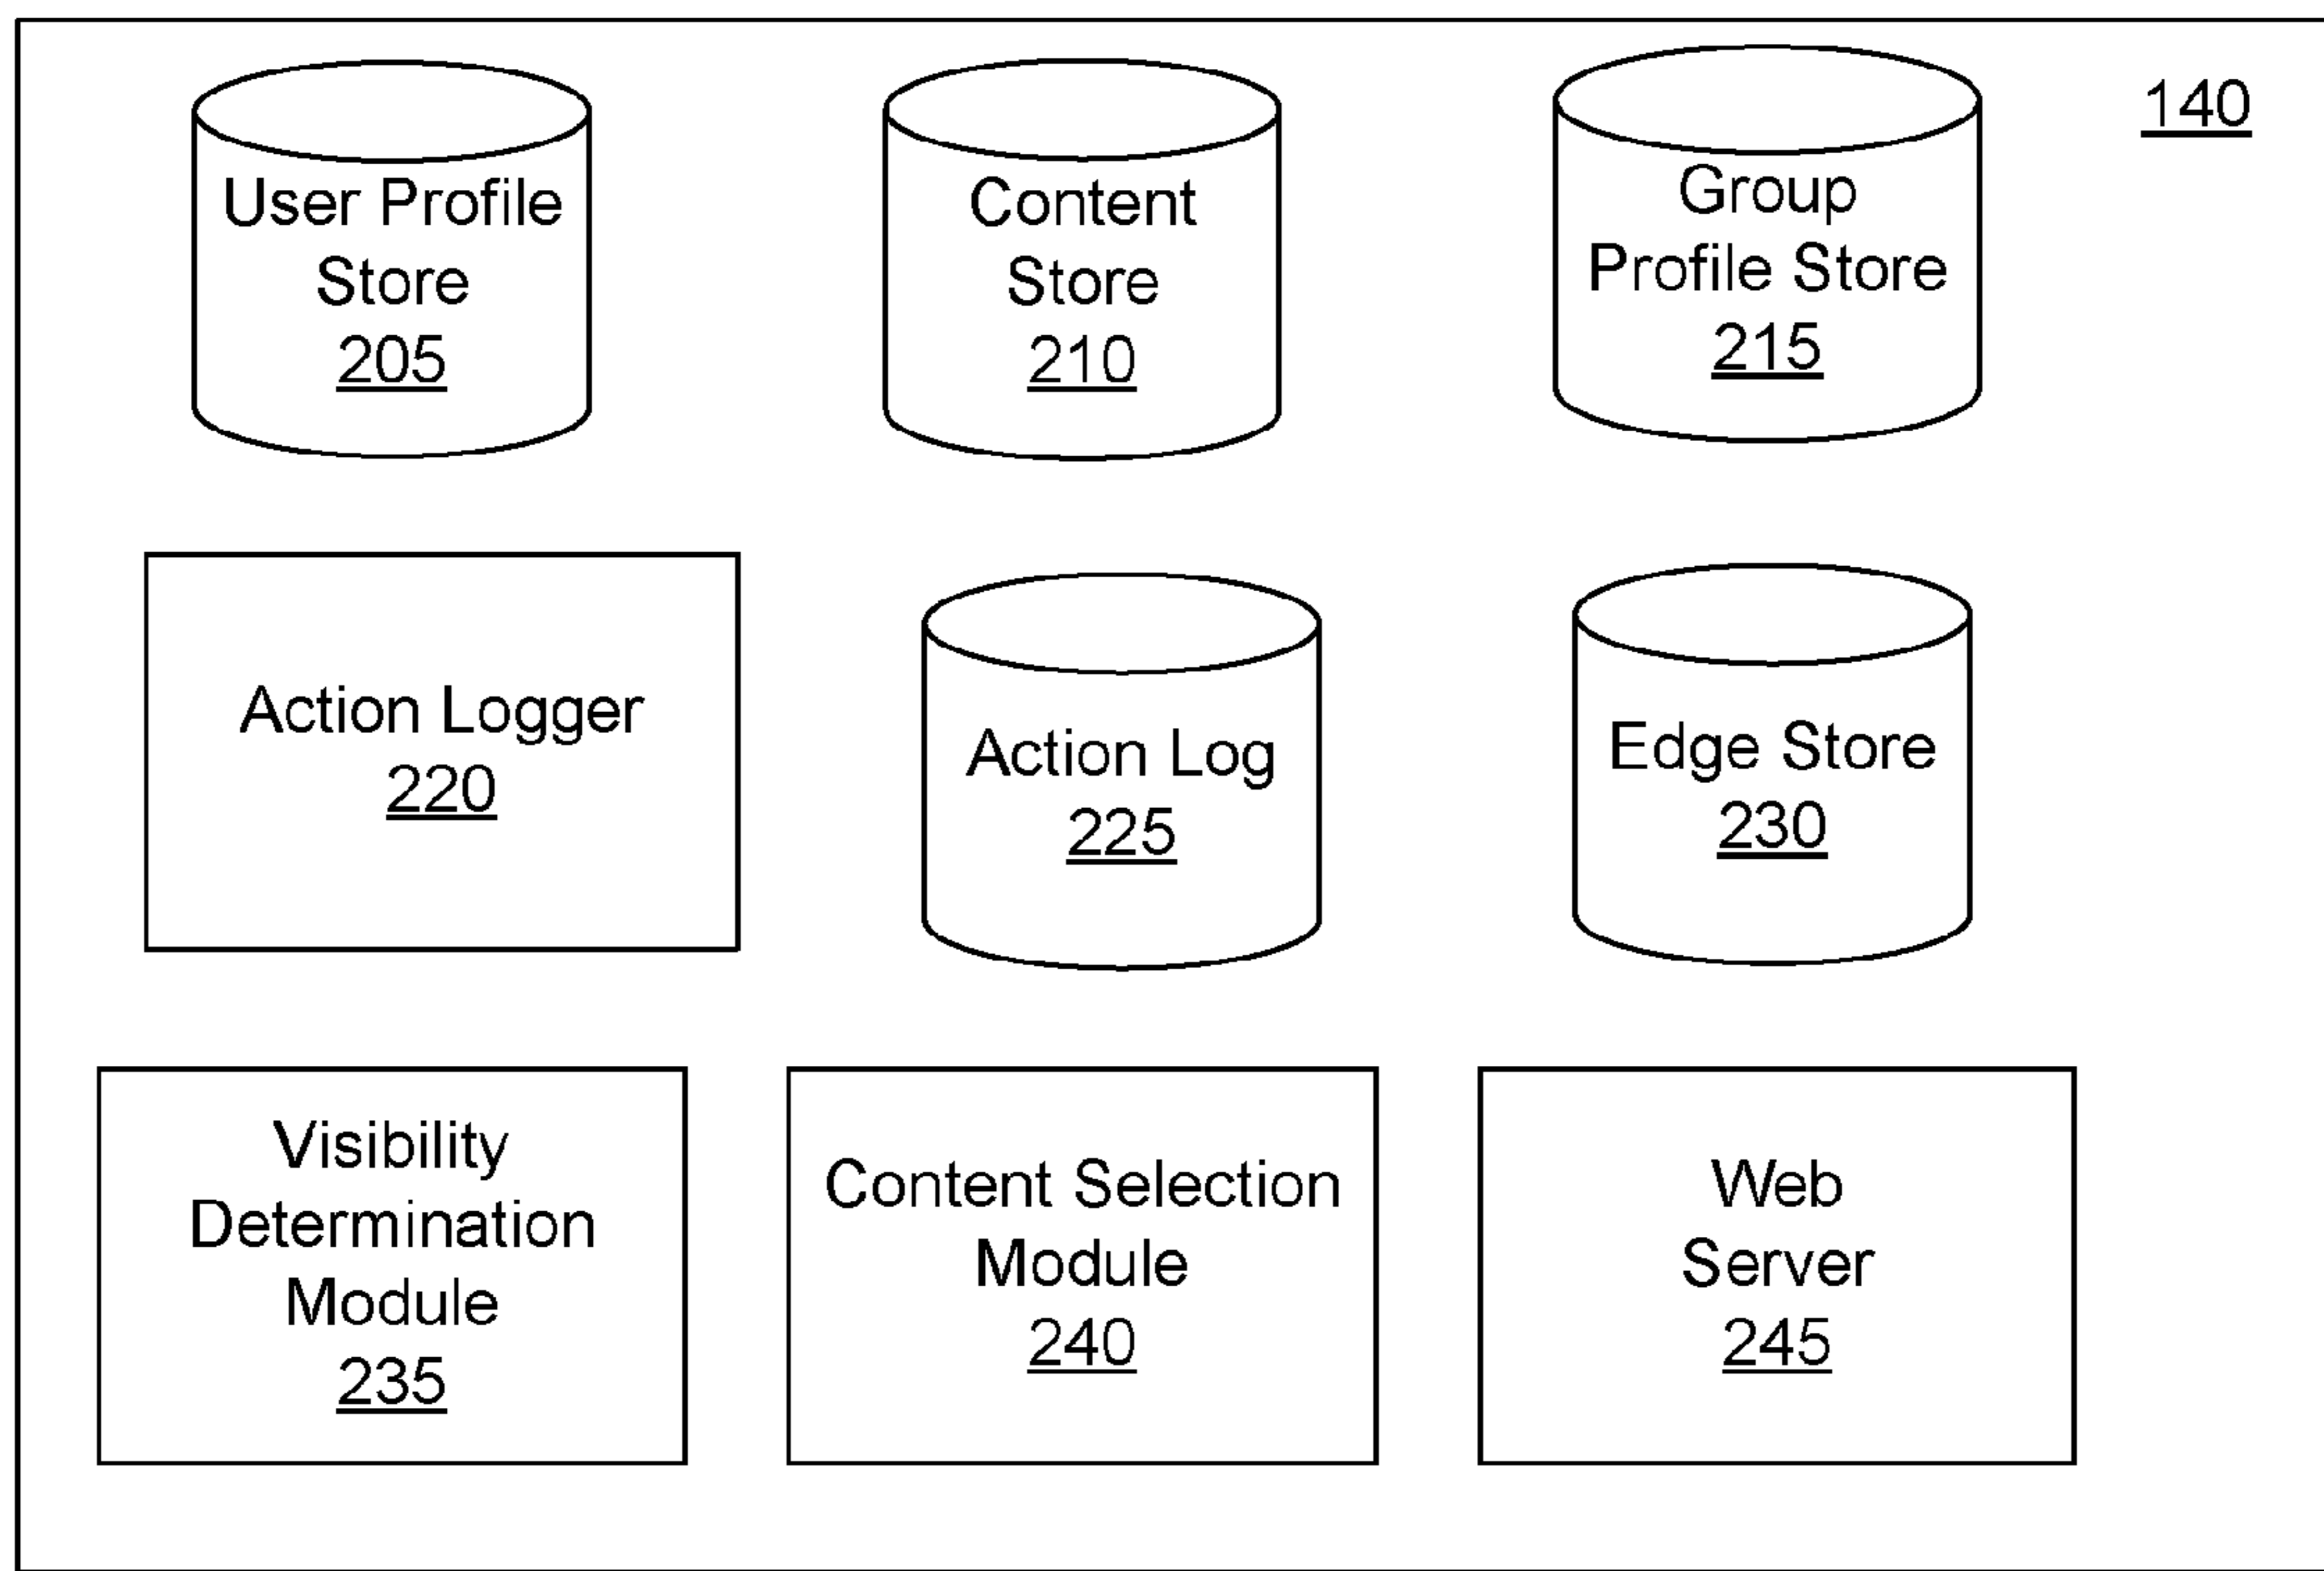 140
User Profile
Store
205
Content
Store
210
Group
Profile Store
215
Action Logger
220
Action Log
225
Edge Store
230
Visibility
Determination
Module
235
Content Selection
Module
240
Web
Server
245